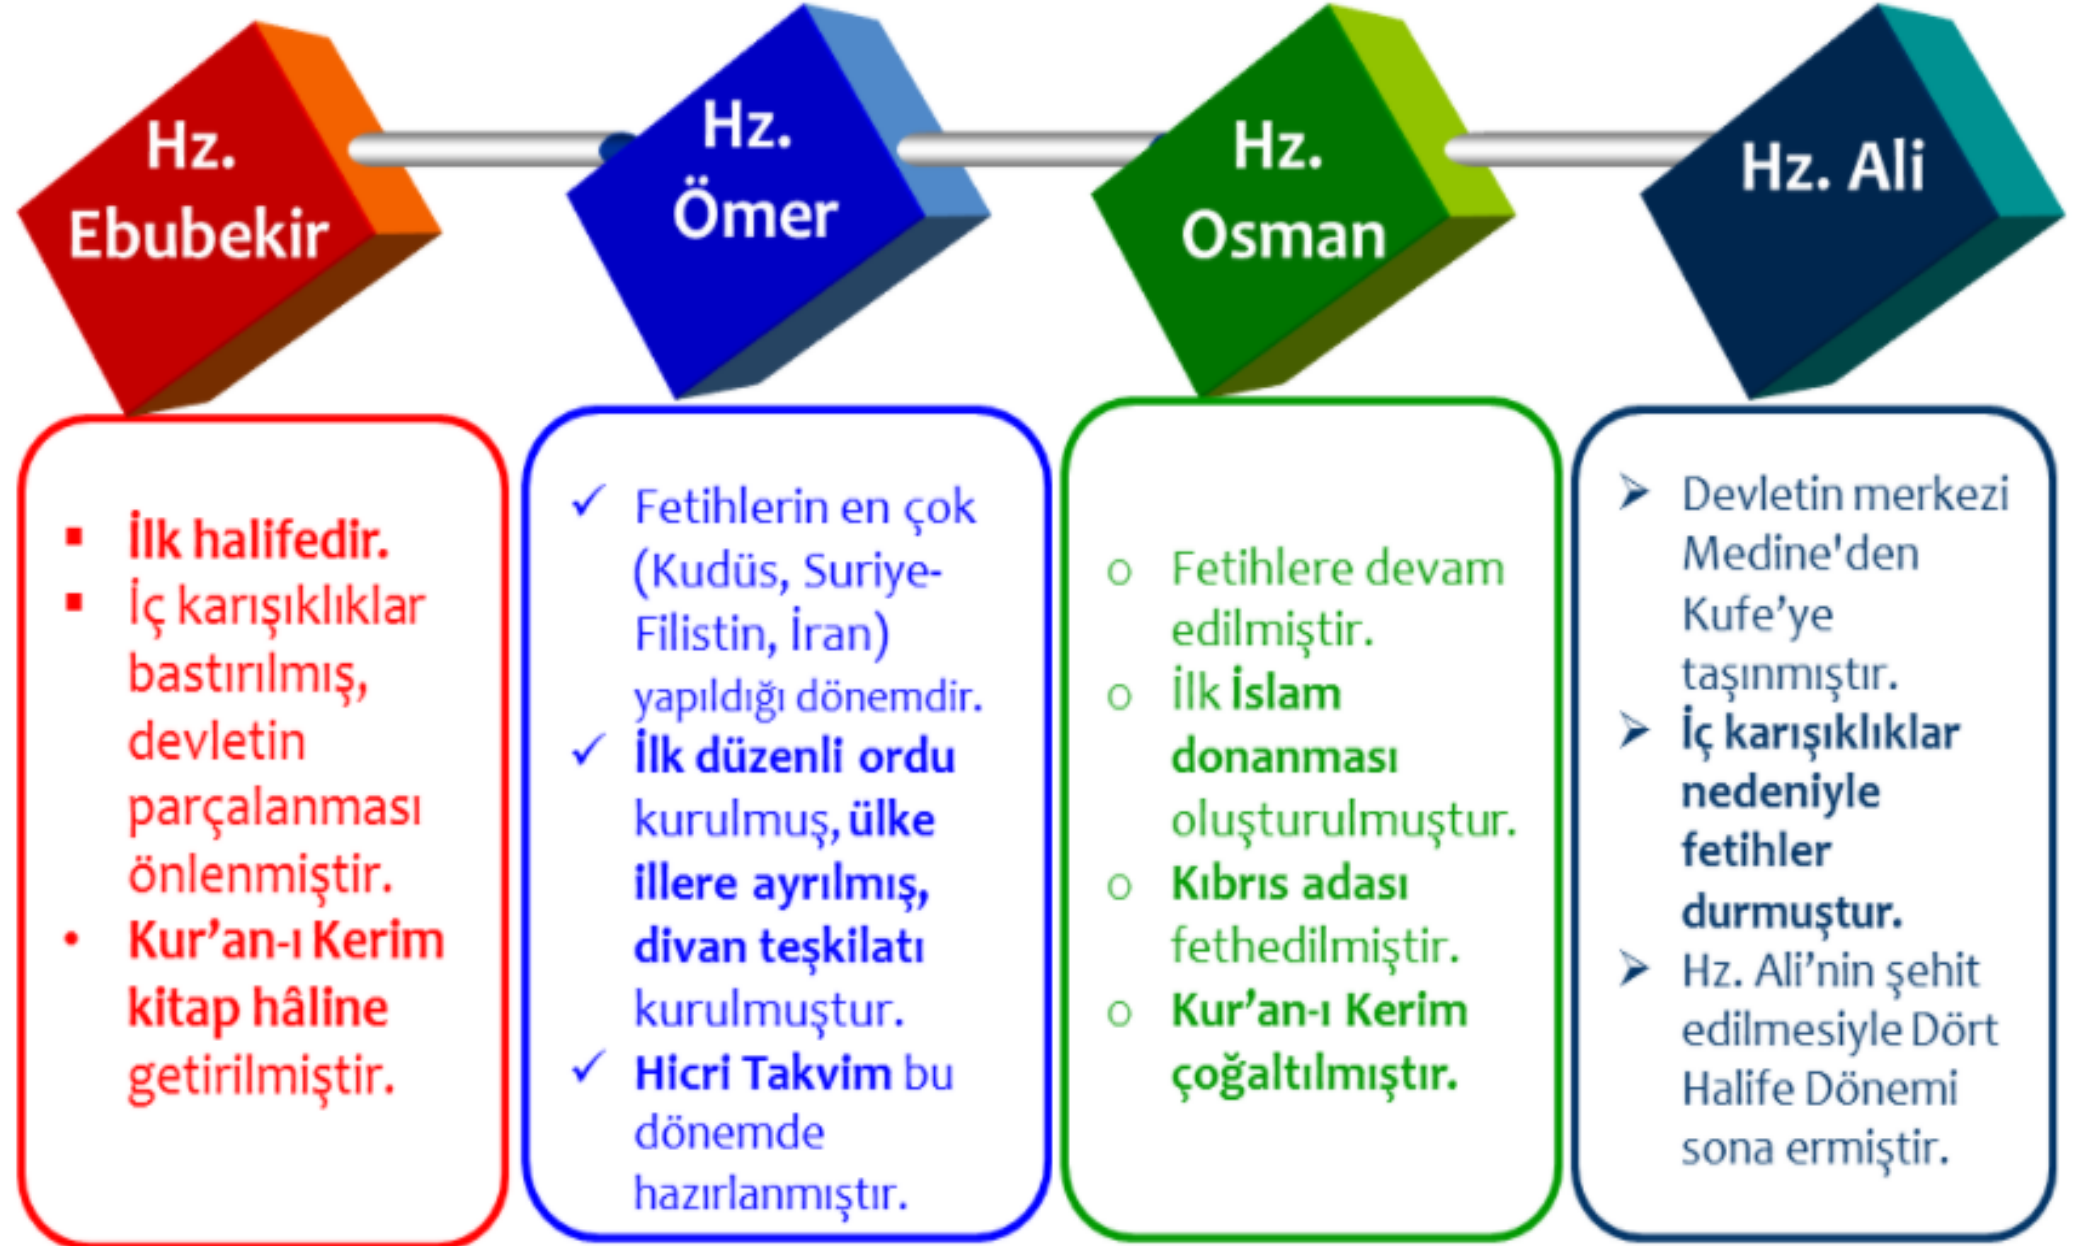 Hz.
Ebubekir
Hz.
Ömer
Hz.
Osman
Hz. Ali
▪ İlk halifedir.
▪ İç karışıklıklar
bastırılmış,
devletin
parçalanması
önlenmiştir.
• Kur’an-ı Kerim
kitap hâline
getirilmiştir.
✓ Fetihlerin en çok
(Kudüs, Suriye-
Filistin, İran)
yapıldığı dönemdir.
✓ İlk düzenli ordu
kurulmuş, ülke
illere ayrılmış,
divan teşkilatı
kurulmuştur.
✓ Hicri Takvim bu
dönemde
hazırlanmıştır.
o Fetihlere devam
edilmiştir.
o İlk İslam
donanması
oluşturulmuştur.
o Kıbrıs adası
fethedilmiştir.
o Kur’an-ı Kerim
çoğaltılmıştır.
➢ Devletin merkezi
Medine'den
Kufe’ye
taşınmıştır.
➢ İç karışıklıklar
nedeniyle
fetihler
durmuştur.
➢ Hz. Ali’nin şehit
edilmesiyle Dört
Halife Dönemi
sona ermiştir.